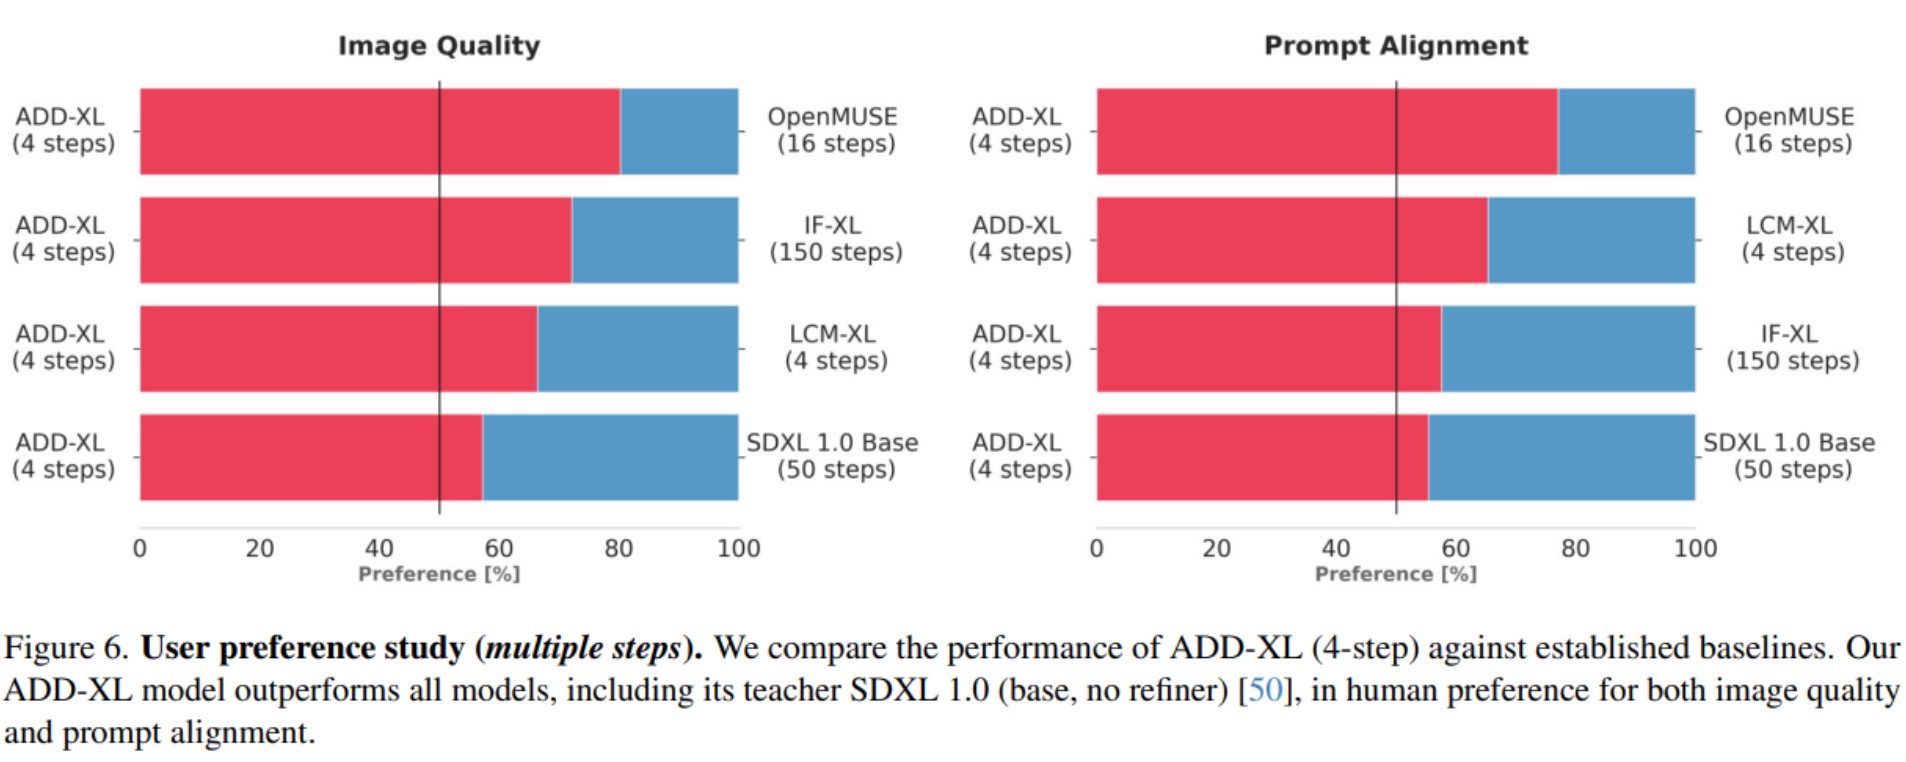 Image Quality
ADD-XL
(4 steps)
OpenMUSE
(16 steps)
ADD-XL
(4 steps)
IF-XL
(150 steps)
ADD-XL
(4 steps)
LCM-XL
(4 steps)
ADD-XL
(4 steps)
SDXL 1.0 Base
(50 steps)
0 20 40 60 80 100
Preference [%]
Prompt Alignment
ADD-XL
(4 steps)
OpenMUSE
(16 steps)
ADD-XL
(4 steps)
LCM-XL
(4 steps)
ADD-XL
(4 steps)
IF-XL
(150 steps)
ADD-XL
(4 steps)
SDXL 1.0 Base
(50 steps)
0 20 40 60 80 100
Preference [%]
Figure 6. User preference study (multiple steps). We compare the performance of ADD-XL (4-step) against established baselines. Our
ADD-XL model outperforms all models, including its teacher SDXL 1.0 (base, no refiner) [50], in human preference for both image quality
and prompt alignment.